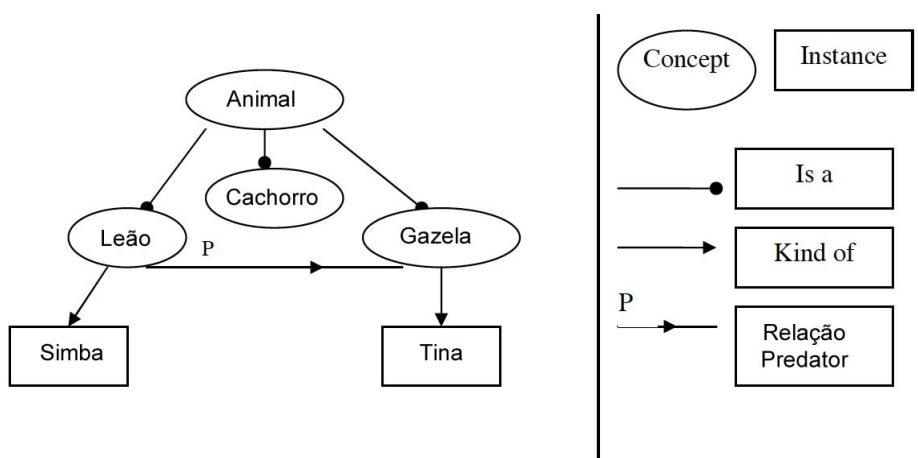 Animal
Cachorro
Leão
Gazela
P
Simba
Tina
Concept
Instance
Is a
Kind of
P
Relação
Predator